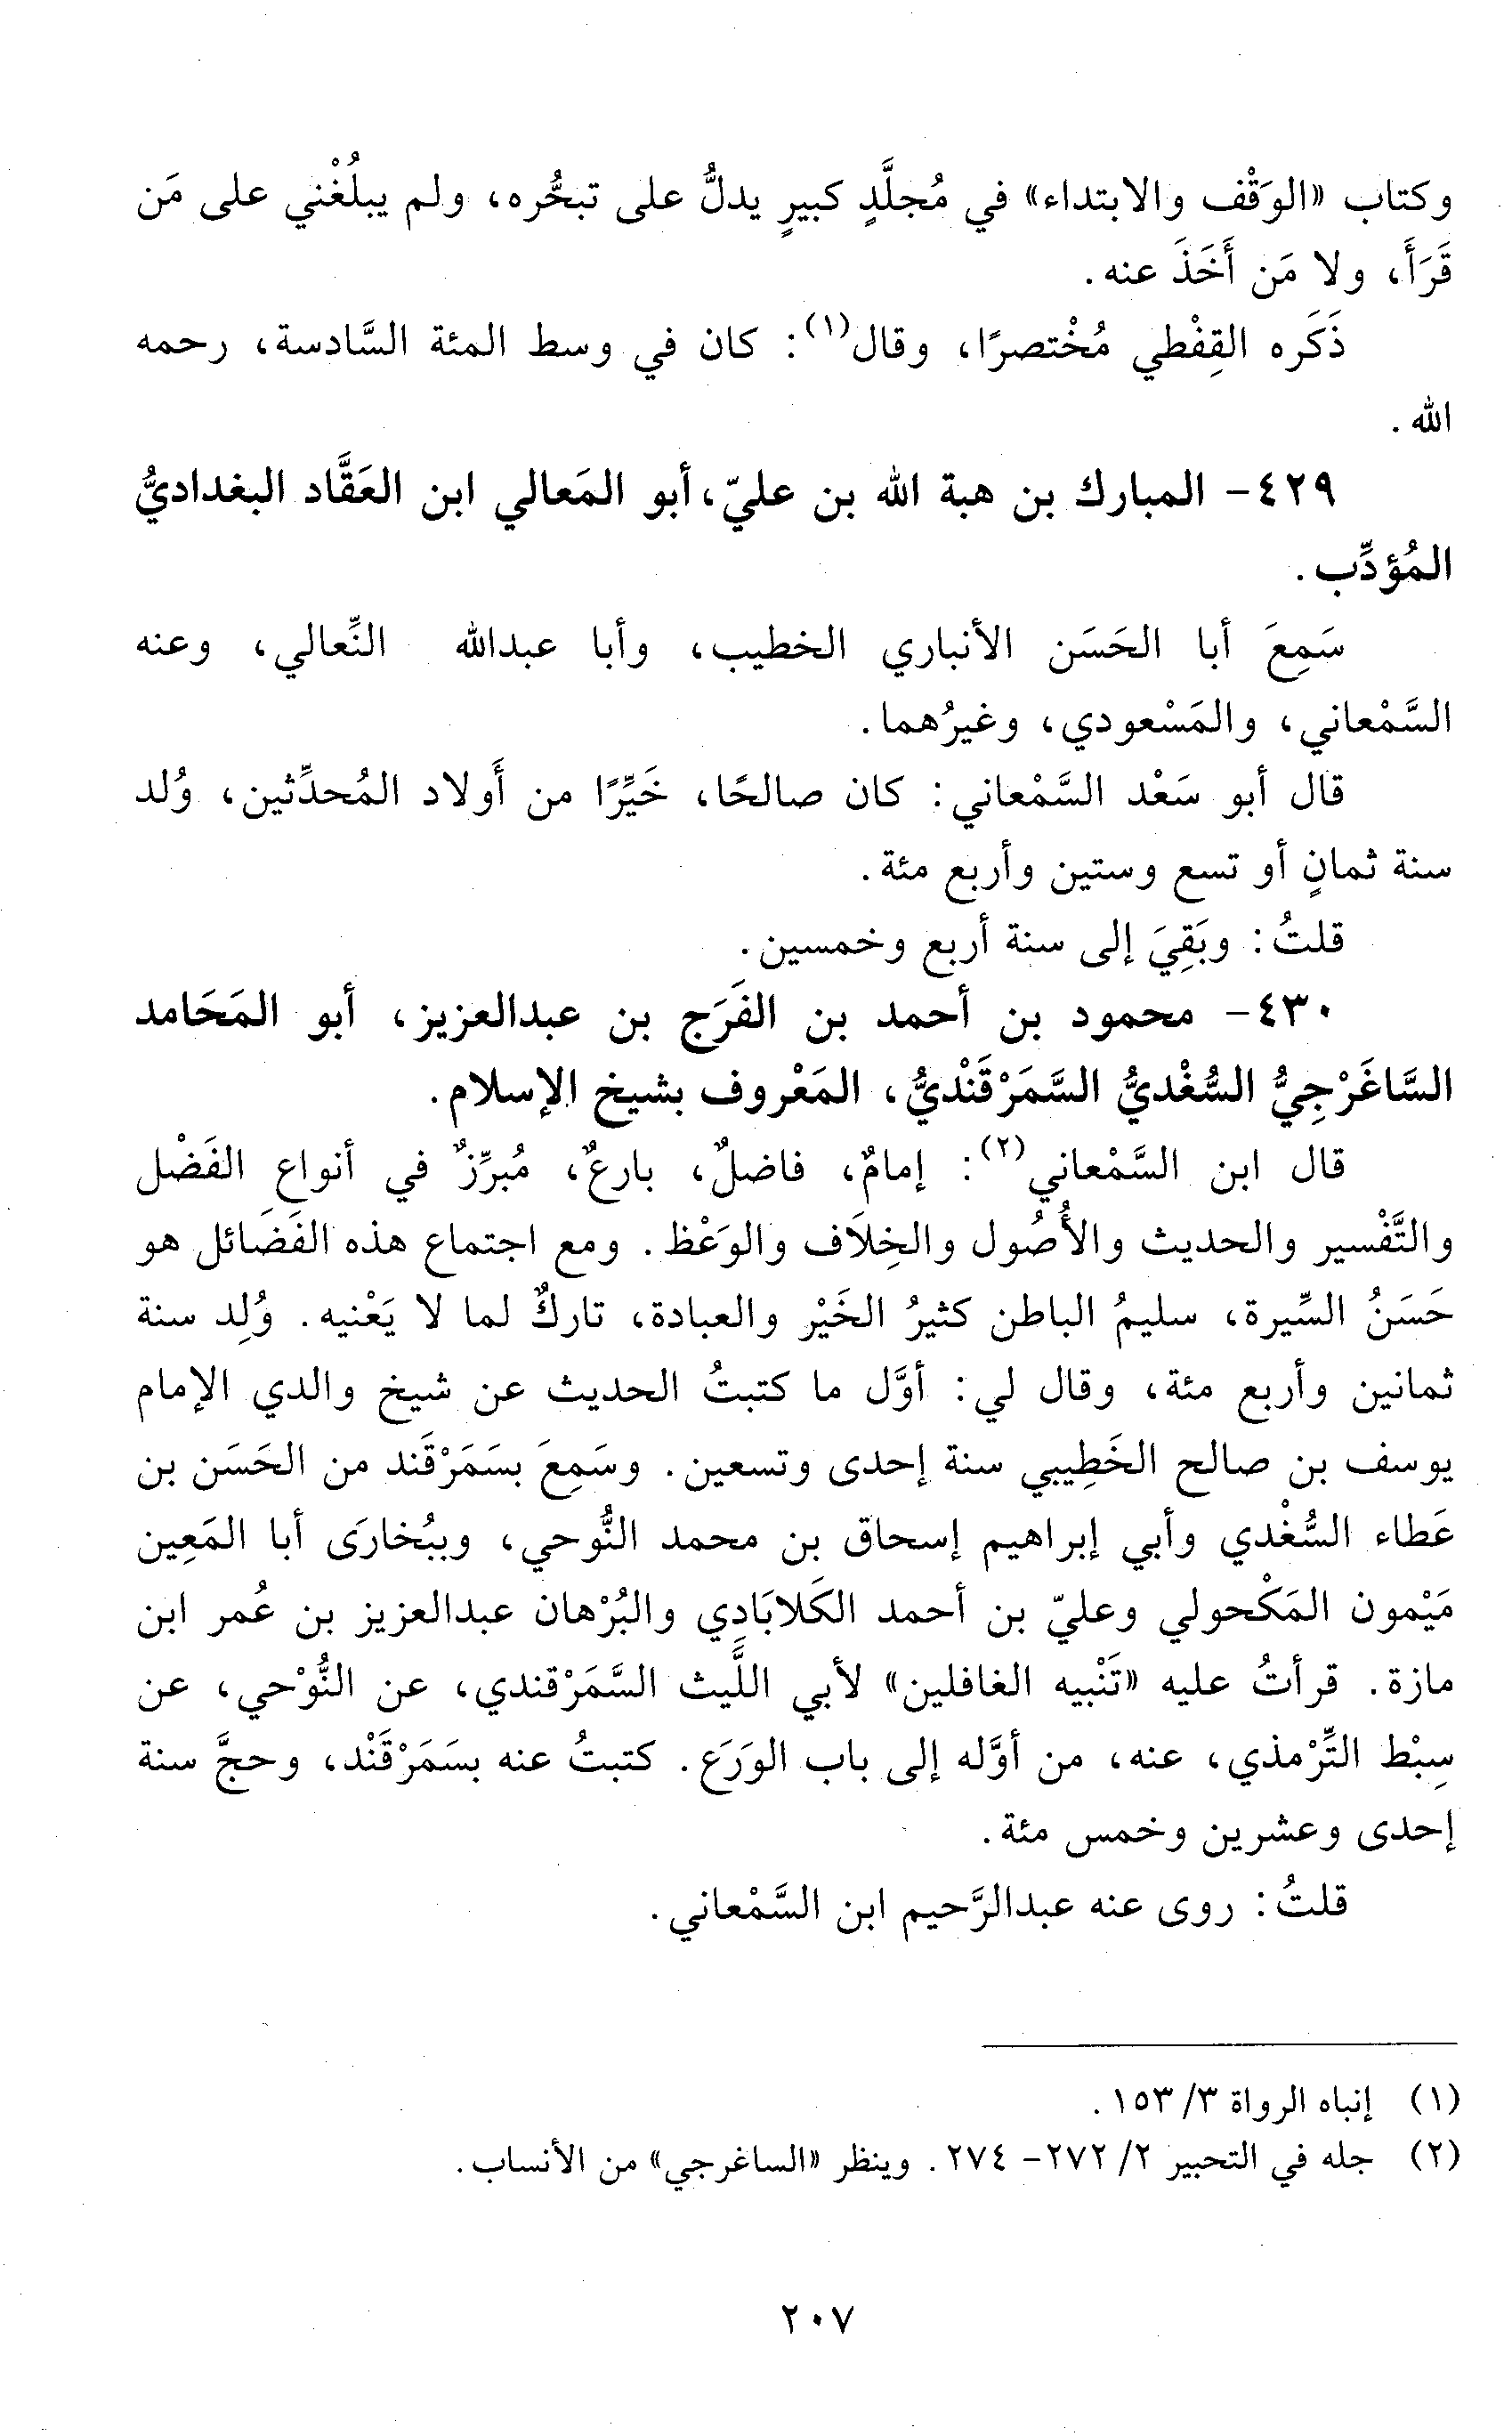 وكتاب «الوَقْف والابتداء» في مُجلَّدٍ كبيرٍ يدلُّ على تبحُّره، ولم يبلُغْني على مَن
قَرَأَ، ولا مَن أَخَذَ عنه.
ذَكَره القِفْطي مُخْتصرًا، وقال(١): كان في وسط المئة السَّادسة، رحمه
الله.
٤٢٩- المبارك بن هبة الله بن عليّ، أبو المَعالي ابن العَقَّاد البغداديُّ
المُؤدِّب.
سَمِعَ أبا الحَسَن الأنباري الخطيب، وأبا عبدالله النِّعالي، وعنه
السَّمْعاني، والمَسْعودي، وغيرُهما.
قال أبو سَعْد السَّمْعاني: كان صالحًا، خَيِّرًا من أَولاد المُحدِّثين، وُلد
سنة ثمانٍ أو تسع وستين وأربع مئة.
قلتُ: وبَقِيَ إلى سنة أربع وخمسين.
٤٣٠- محمود بن أحمد بن الفَرَج بن عبدالعزيز، أبو المَحَامد
السَّاغَرْجِيُّ السُّغْديُّ السَّمَرْقَنْديُّ، المَعْروف بشيخ الإسلام.
قال ابن السَّمْعاني(٢): إمامٌ، فاضلٌ، بارعٌ، مُبرِّزٌ في أنواعِ الفَضْل
والتَّفْسير والحديث والأُصُول والخِلَاف والوَعْظ. ومع اجتماع هذه الفَضَائل هو
حَسَنُ السِّيرة، سليمُ الباطن كثيرُ الخَيْر والعبادة، تاركٌ لما لا يَعْنيه. وُلِد سنة
ثمانين وأربع مئة، وقال لي: أوَّل ما كتبتُ الحديث عن شيخ والدي الإمام
يوسف بن صالح الخَطِيبي سنة إحدى وتسعين. وسَمِعَ بسَمَرْقَند من الحَسَن بن
عَطاء السُّغْدي وأبي إبراهيم إسحاق بن محمد النُّوحي، وببُخارَى أبا المَعِين
مَيْمون المَكْحولي وعليّ بن أحمد الكَلابَادِي والبُرْهان عبدالعزيز بن عُمر ابن
مازة. قرأتُ عليه «تَنْبيه الغافلين» لأبي اللَّيث السَّمَرْقندي، عن النُّوْحي، عن
سِبْط التِّرْمذي، عنه، من أوَّله إلى باب الوَرَع. كتبتُ عنه بسَمَرْقَنْد، وحجَّ سنة
إحدى وعشرين وخمس مئة.
قلتُ: روى عنه عبدالرَّحيم ابن السَّمْعاني.
(١) إنباه الرواة ٣/ ١٥٣.
(٢) جله في التحبير ٢/ ٢٧٢- ٢٧٤. وينظر «الساغرجي» من الأنساب.
٢٠٧